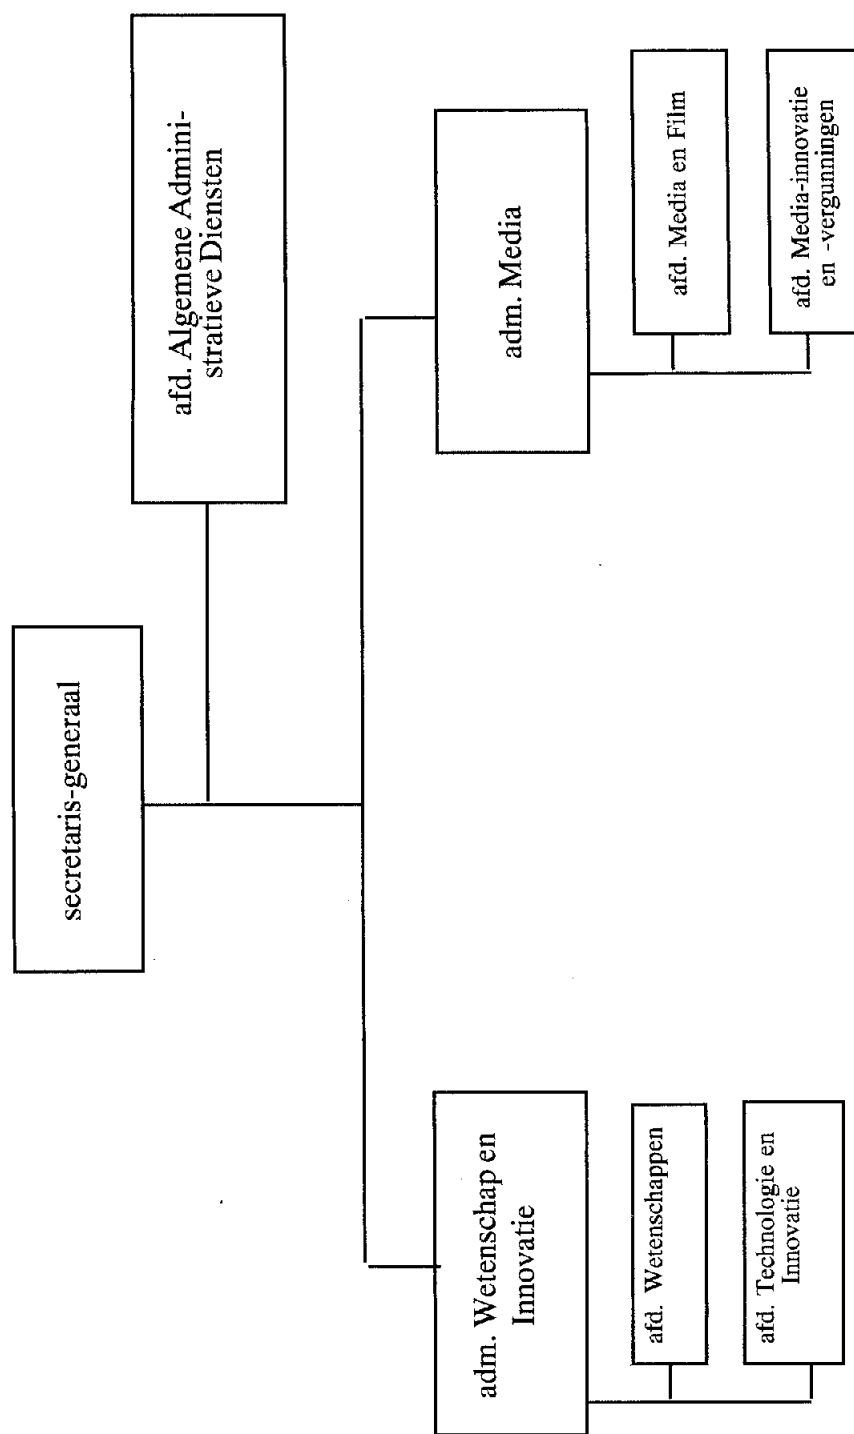 secretaris-generaal
afd. Algemene Admini-
stratieve Diensten
adm. Wetenschap en
Innovatie
adm. Media
afd. Wetenschappen
afd. Technologie en
Innovatie
afd. Media en Film
afd. Media-innovatie
en -vergunningen